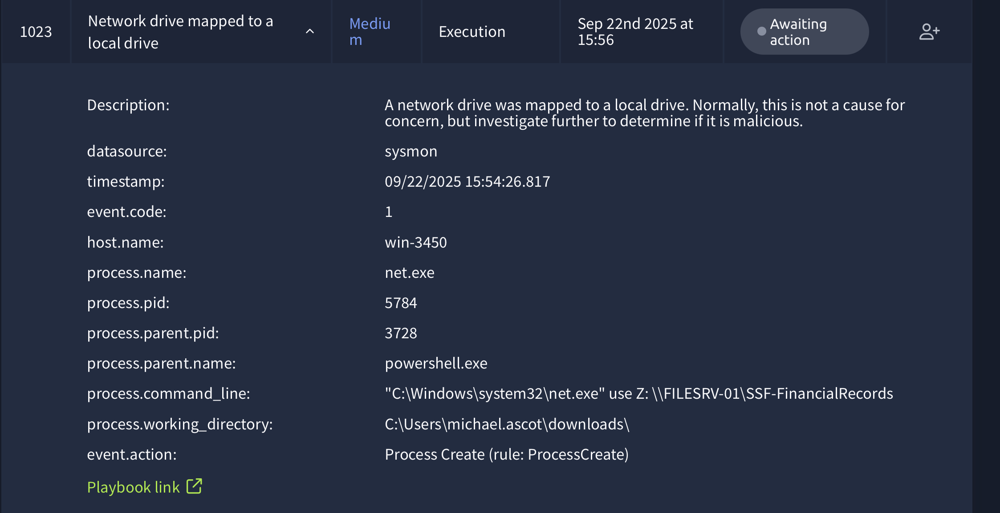 1023
Network drive mapped to a
local drive
Mediu
m
Execution
Sep 22nd 2025 at
15:56
Awaiting
action
Description:
A network drive was mapped to a local drive. Normally, this is not a cause for
concern, but investigate further to determine if it is malicious.
datasource:
sysmon
timestamp:
09/22/2025 15:54:26.817
event.code:
1
host.name:
win-3450
process.name:
net.exe
process.pid:
5784
process.parent.pid:
3728
process.parent.name:
powershell.exe
process.command_line:
"C:\Windows\system32\net.exe" use Z: \\FILESRV-01\SSF-FinancialRecords
process.working_directory:
C:\Users\michael.ascot\downloads\
event.action:
Process Create (rule: ProcessCreate)
Playbook link